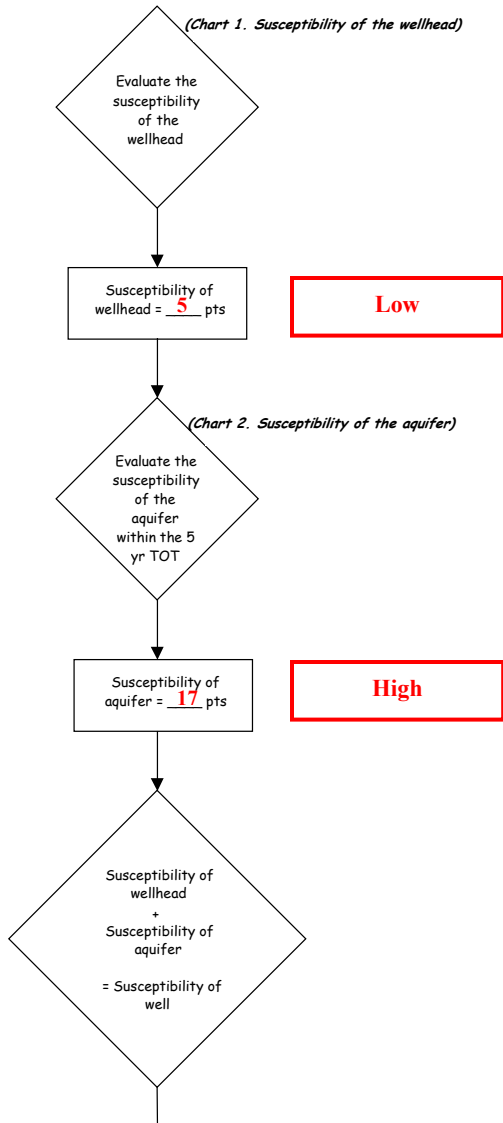 (Chart 1. Susceptibility of the wellhead)
Evaluate the
susceptibility
of the
wellhead
Susceptibility of
wellhead = 5 pts
Low
(Chart 2. Susceptibility of the aquifer)
Evaluate the
susceptibility
of the
aquifer
within the 5
yr TOT
Susceptibility of
aquifer = 17 pts
High
Susceptibility of
wellhead
+
Susceptibility of
aquifer
= Susceptibility of
well